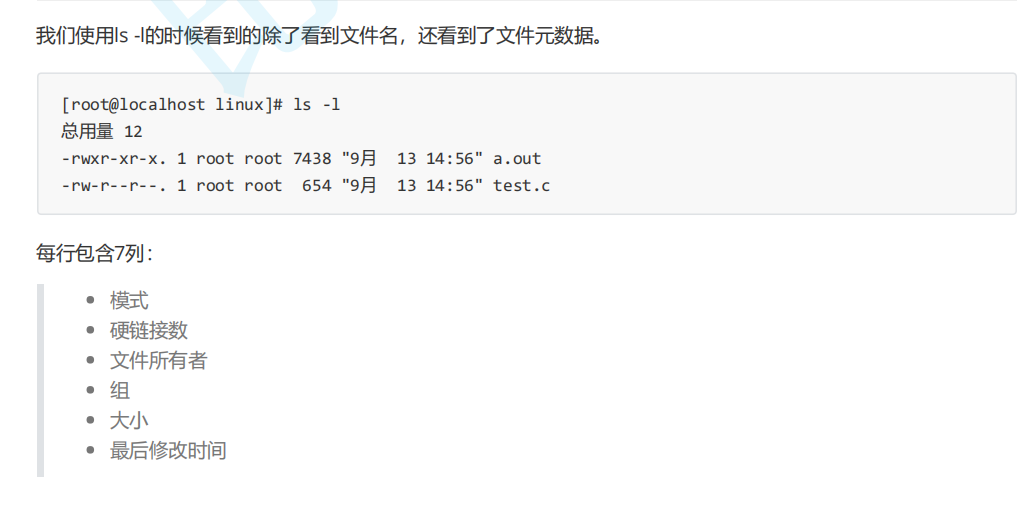 我们使用ls -l的时候看到的除了看到文件名，还看到了文件元数据。
[root@localhost linux]# ls -l
总用量 12
-rwxr-xr-x. 1 root root 7438 "9月  13 14:56" a.out
-rw-r--r--. 1 root root  654 "9月  13 14:56" test.c
每行包含7列：
模式
硬链接数
文件所有者
组
大小
最后修改时间